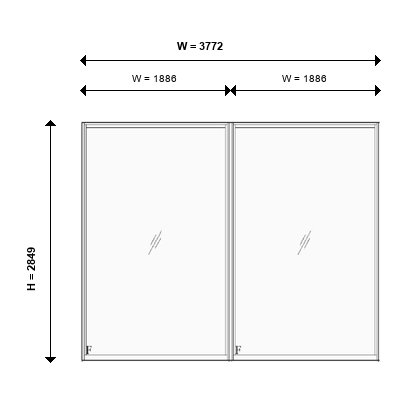 W = 3772
W = 1886
W = 1886
H = 2849
F
F